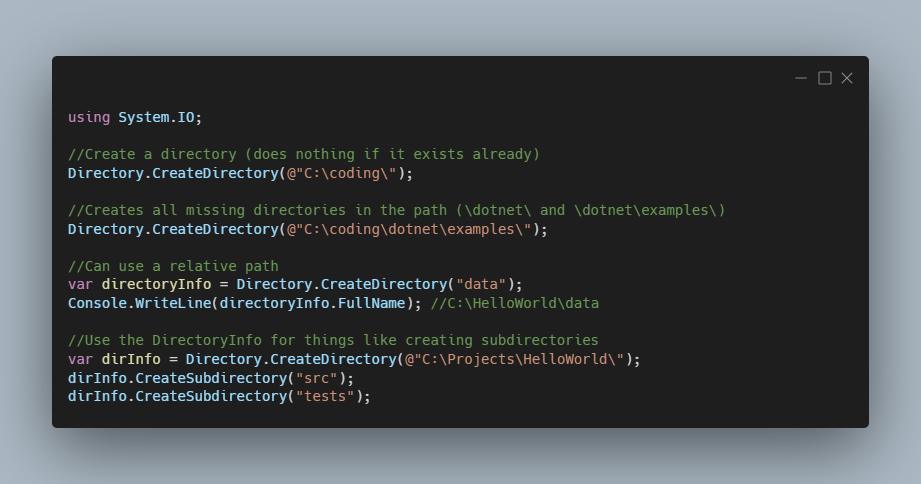 using System.IO;
//Create a directory (does nothing if it exists already)
Directory.CreateDirectory(@"C:\coding\");
//Creates all missing directories in the path (\dotnet\ and \dotnet\examples\)
Directory.CreateDirectory(@"C:\coding\dotnet\examples\");
//Can use a relative path
var directoryInfo = Directory.CreateDirectory("data");
Console.WriteLine(directoryInfo.FullName); //C:\HelloWorld\data
//Use the DirectoryInfo for things like creating subdirectories
var dirInfo = Directory.CreateDirectory(@"C:\Projects\HelloWorld\");
dirInfo.CreateSubdirectory("src");
dirInfo.CreateSubdirectory("tests");